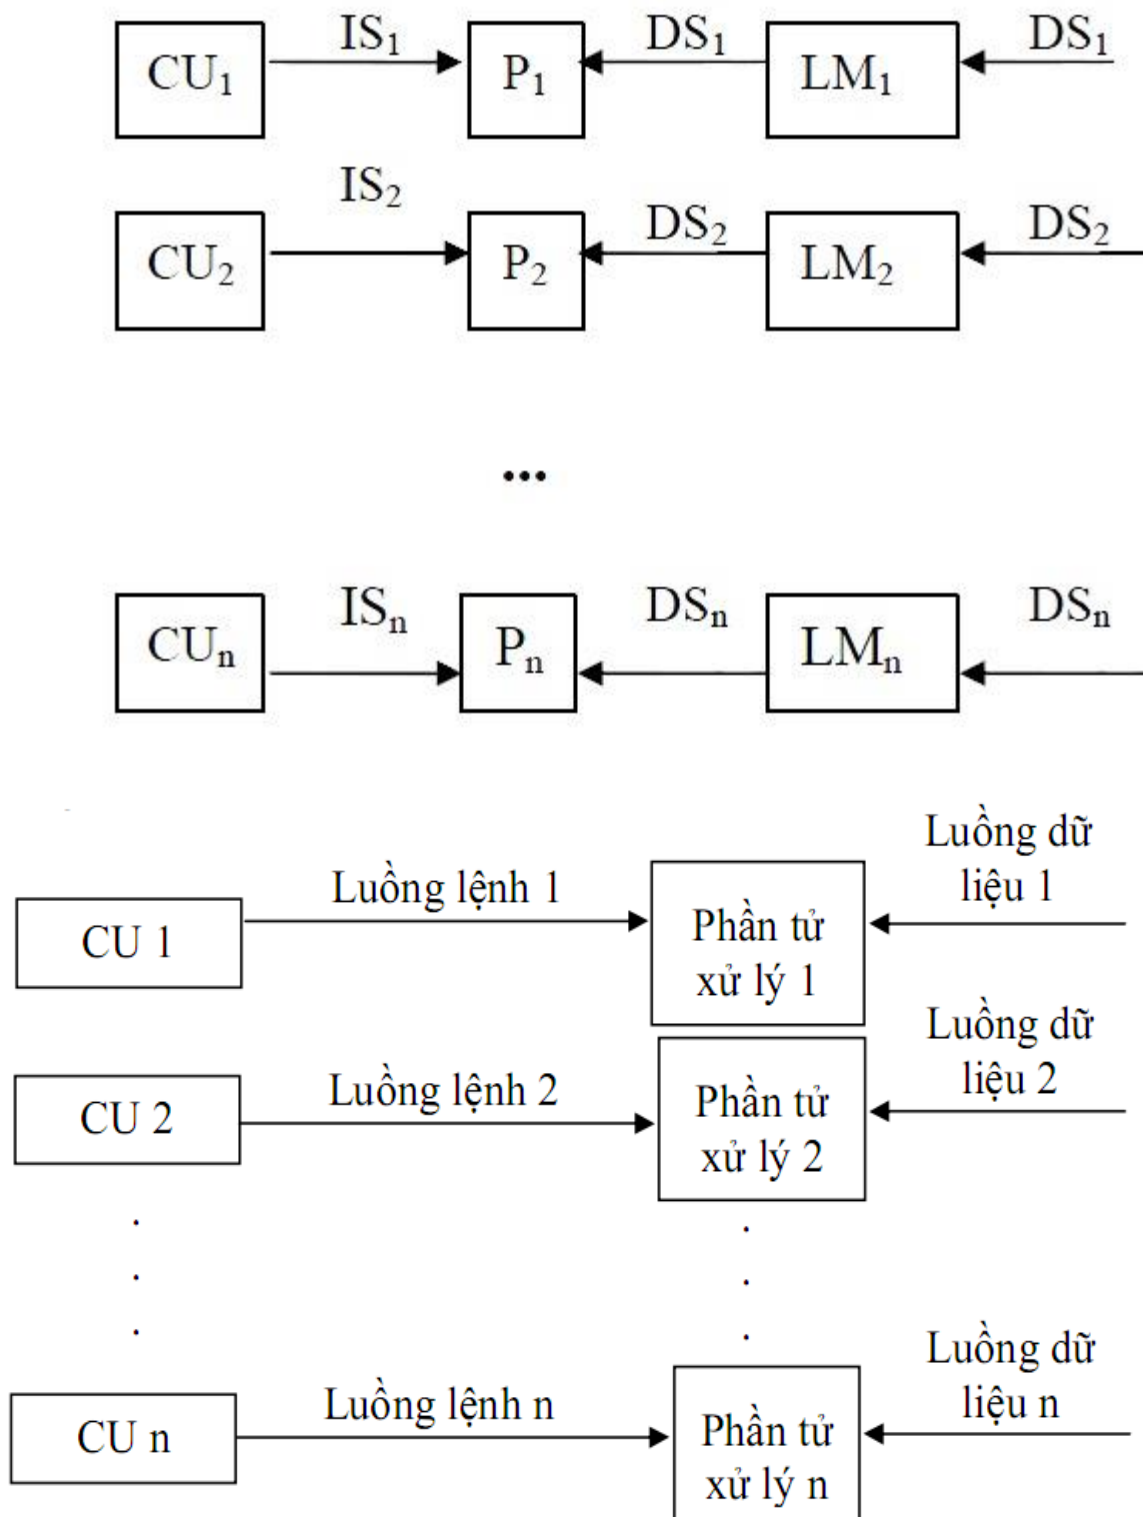 IS₁ DS₁ DS₁
CU₁ P₁ LM₁
IS₂ DS₂ DS₂
CU₂ P₂ LM₂
...
ISₙ DSₙ DSₙ
CUₙ Pₙ LMₙ
Luồng dữ
liệu 1
Luồng lệnh 1
CU 1
Phần tử
xử lý 1
Luồng dữ
liệu 2
Luồng lệnh 2
CU 2
Phần tử
xử lý 2
Luồng dữ
liệu n
Luồng lệnh n
CU n
Phần tử
xử lý n